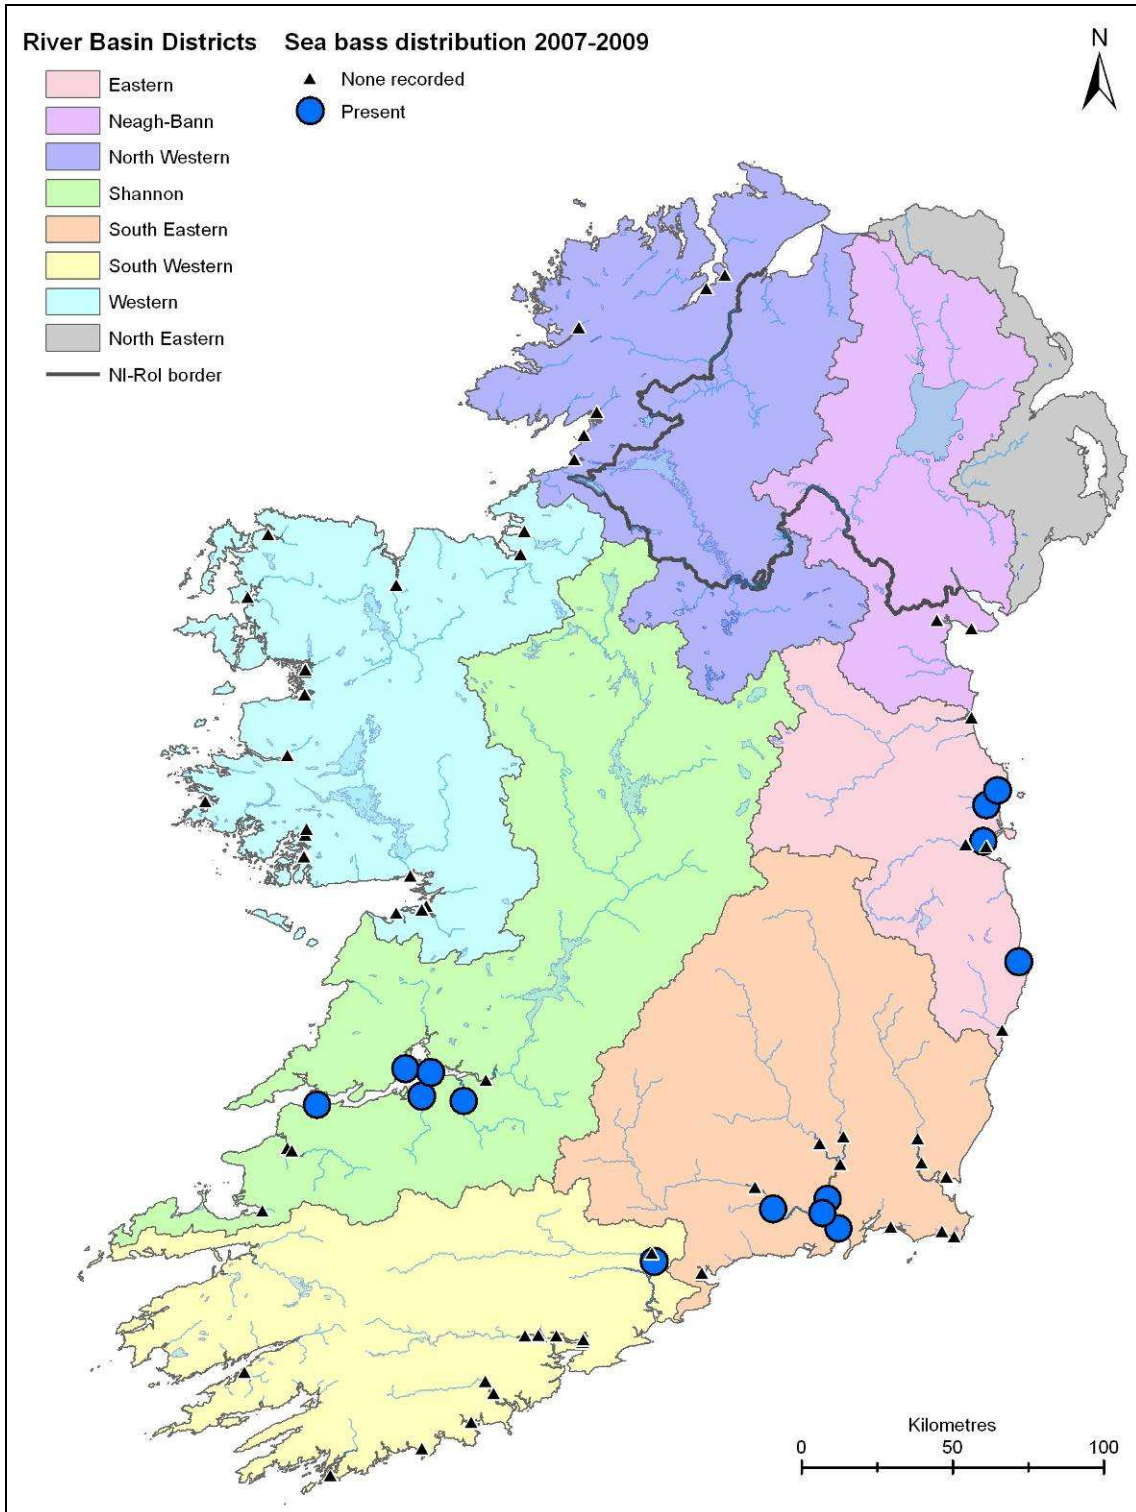 River Basin Districts
Eastern
Neagh-Bann
North Western
Shannon
South Eastern
South Western
Western
North Eastern
NI-RoI border
Sea bass distribution 2007-2009
None recorded
Present
N
Kilometres
0 50 100